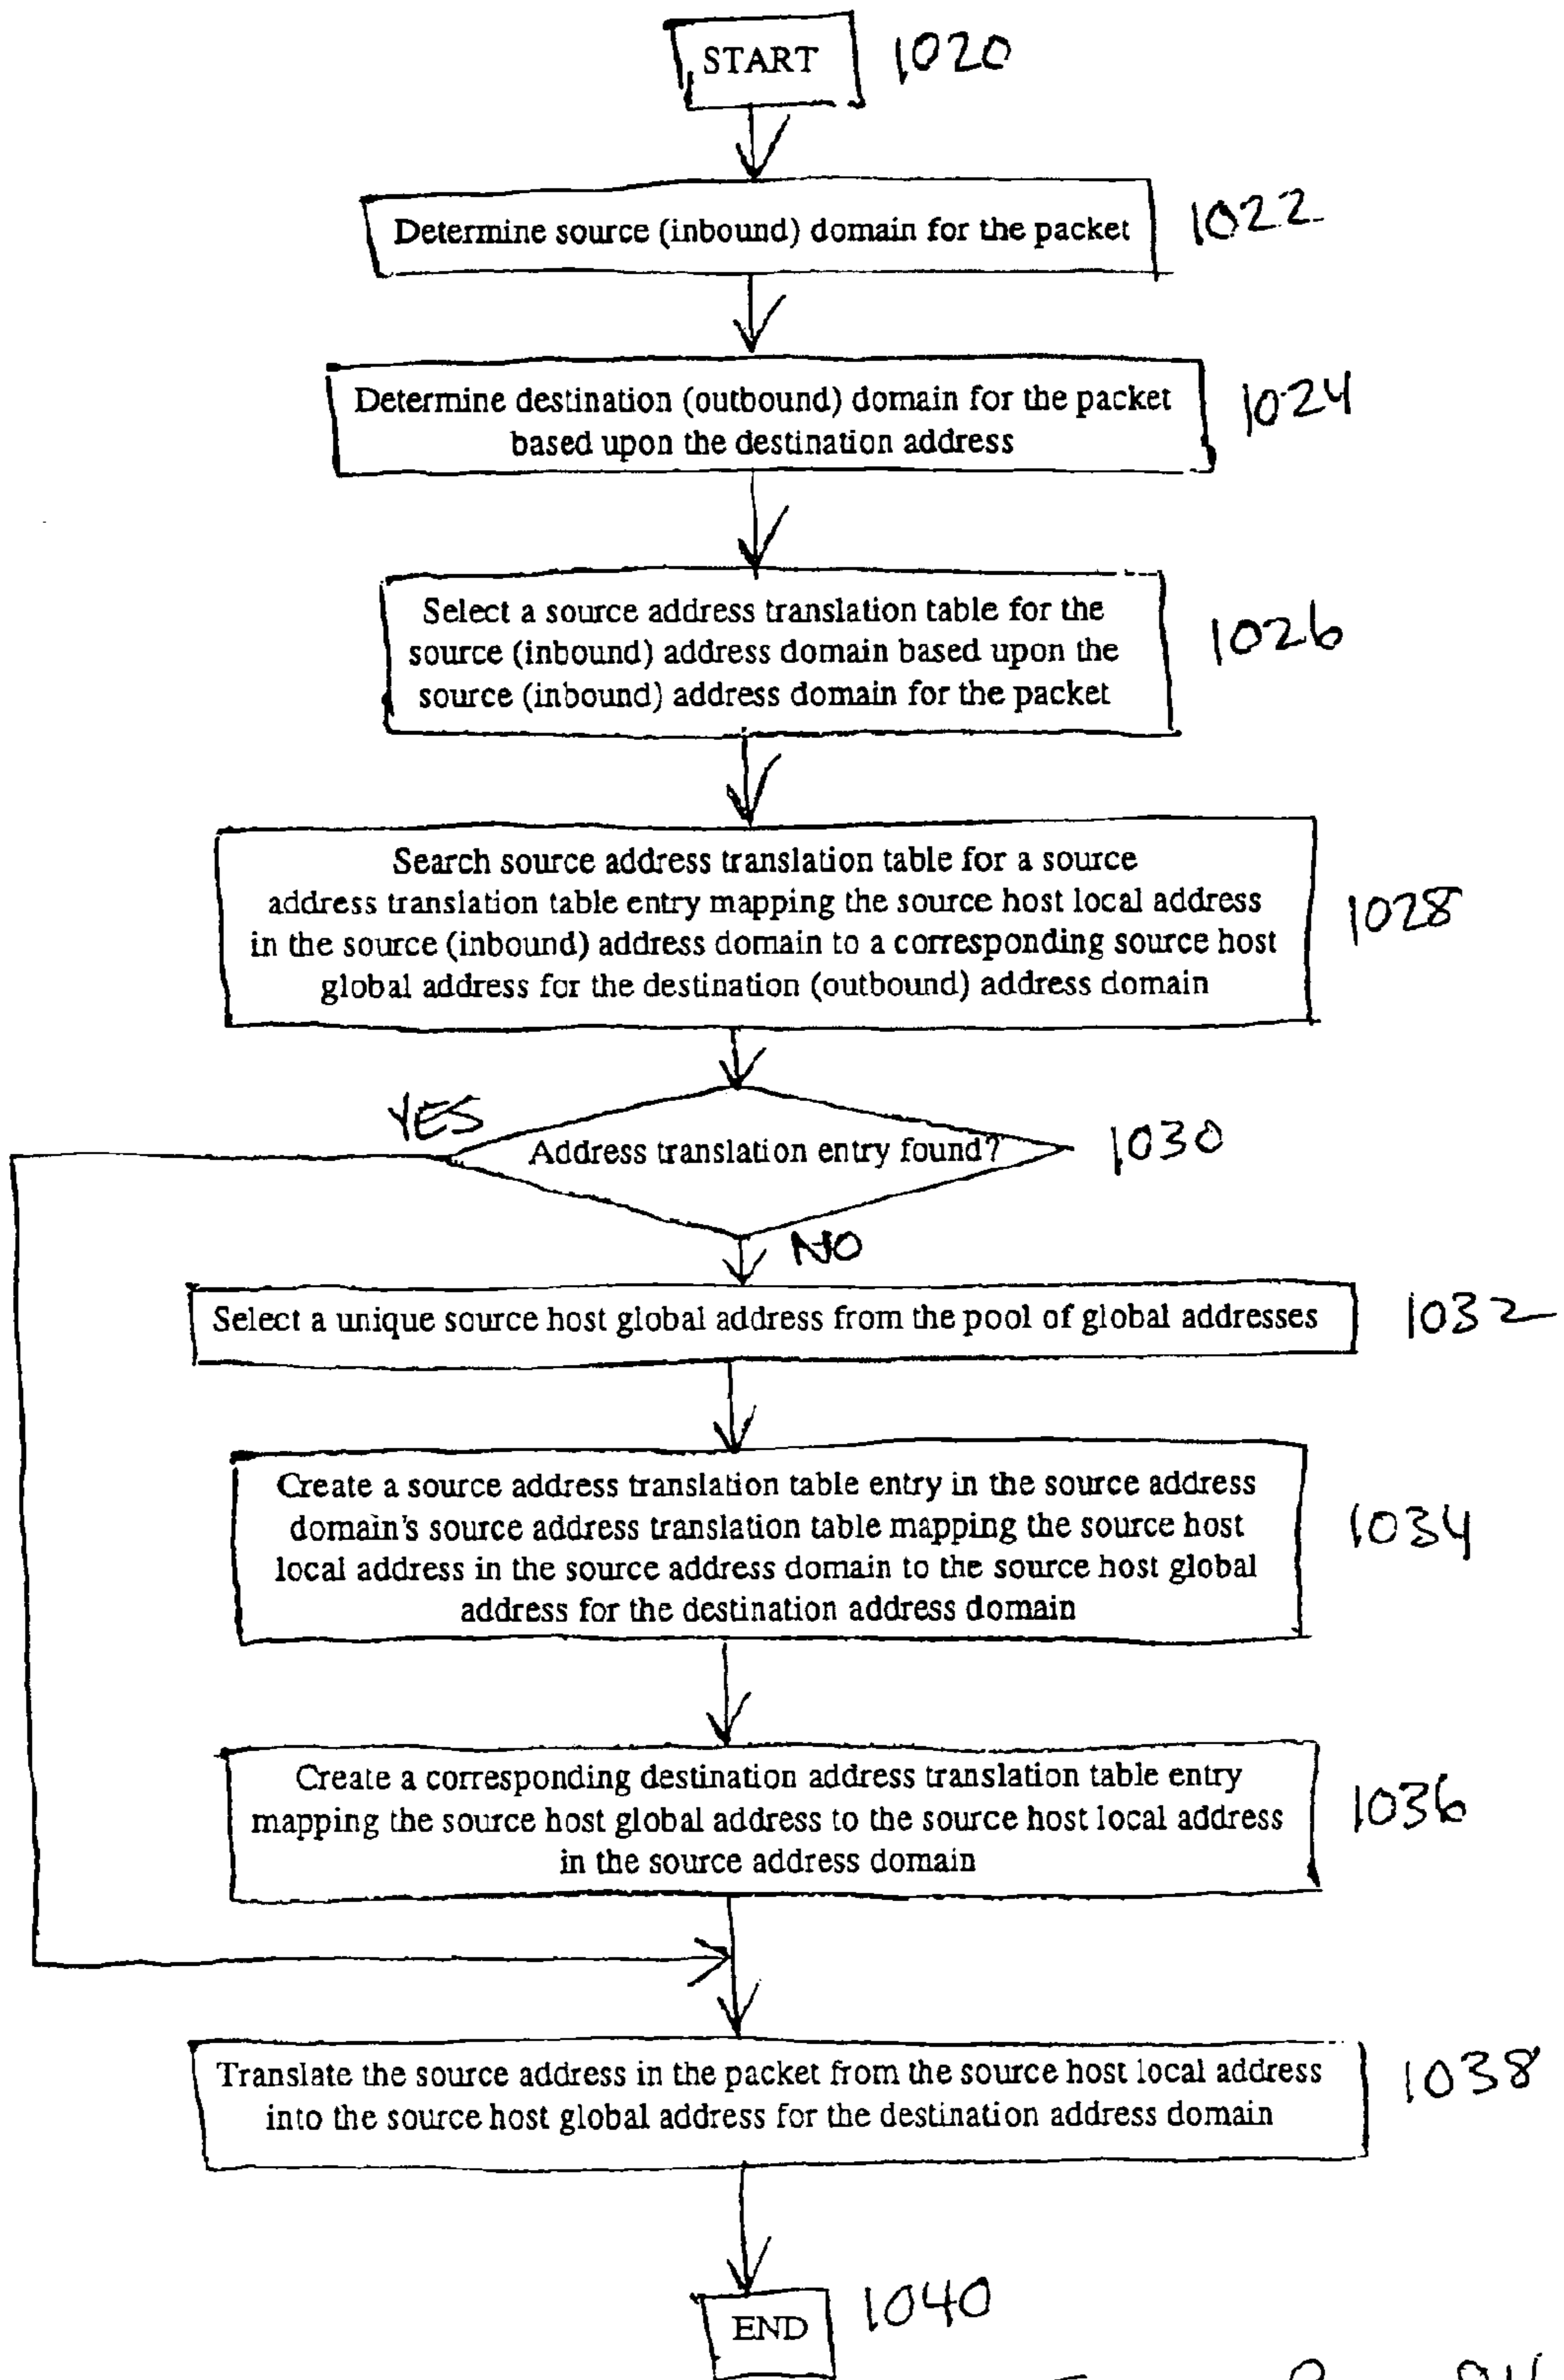 START 1020
Determine source (inbound) domain for the packet 1022
Determine destination (outbound) domain for the packet 1024
based upon the destination address
Select a source address translation table for the
source (inbound) address domain based upon the 1026
source (inbound) address domain for the packet
Search source address translation table for a source
address translation table entry mapping the source host local address 1028
in the source (inbound) address domain to a corresponding source host
global address for the destination (outbound) address domain
YES
Address translation entry found? 1030
NO
Select a unique source host global address from the pool of global addresses 1032
Create a source address translation table entry in the source address
domain's source address translation table mapping the source host 1034
local address in the source address domain to the source host global
address for the destination address domain
Create a corresponding destination address translation table entry
mapping the source host global address to the source host local address 1036
in the source address domain
Translate the source address in the packet from the source host local address 1038
into the source host global address for the destination address domain
END 1040